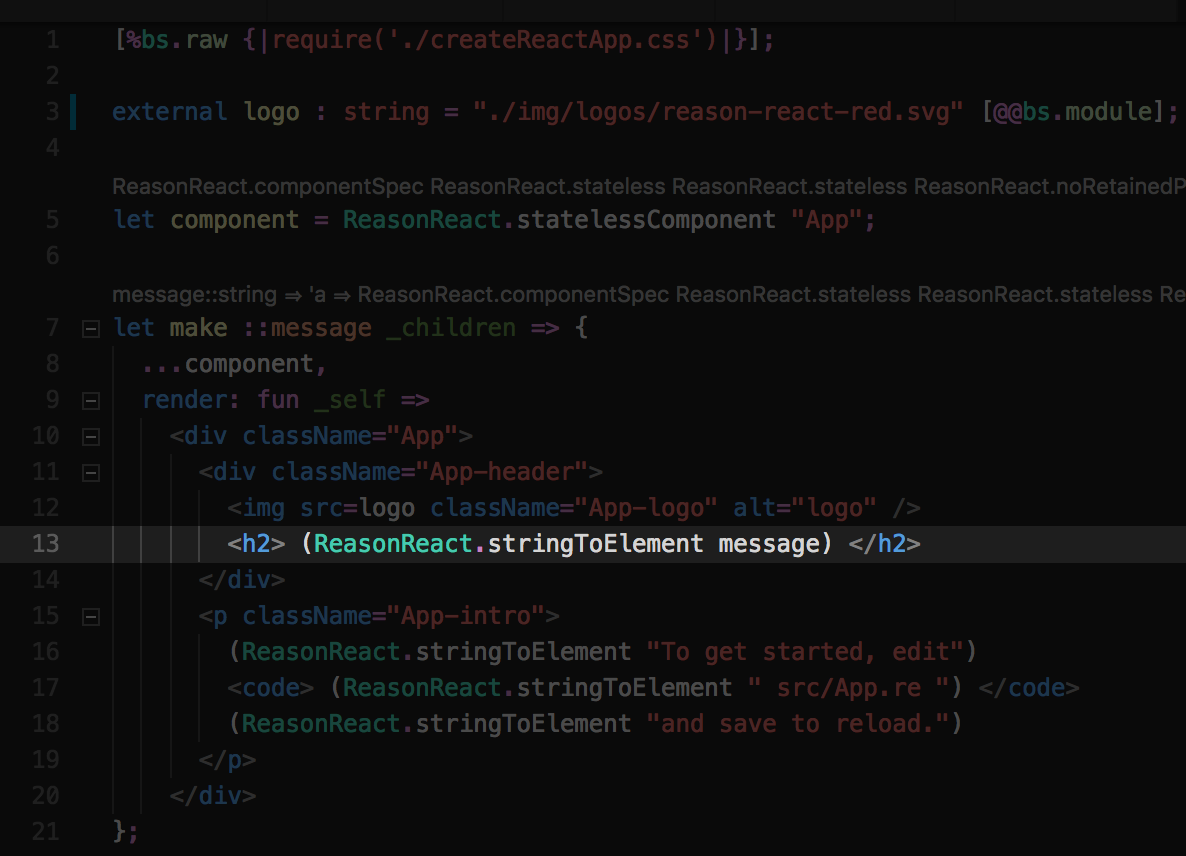 1 [%bs.raw {|require('./createReactApp.css')|}];
2
3 external logo : string = "./img/logos/reason-react-red.svg" [@@bs.module];
4
ReasonReact.componentSpec ReasonReact.stateless ReasonReact.stateless ReasonReact.noRetainedP
5 let component = ReasonReact.statelessComponent "App";
6
message::string => 'a => ReasonReact.componentSpec ReasonReact.stateless ReasonReact.stateless Re
7 let make ::message _children => {
8 ...component,
9 render: fun _self =>
10 <div className="App">
11 <div className="App-header">
12 <img src=logo className="App-logo" alt="logo" />
13 <h2> (ReasonReact.stringToElement message) </h2>
14 </div>
15 <p className="App-intro">
16 (ReasonReact.stringToElement "To get started, edit")
17 <code> (ReasonReact.stringToElement " src/App.re ") </code>
18 (ReasonReact.stringToElement "and save to reload.")
19 </p>
20 </div>
21 };